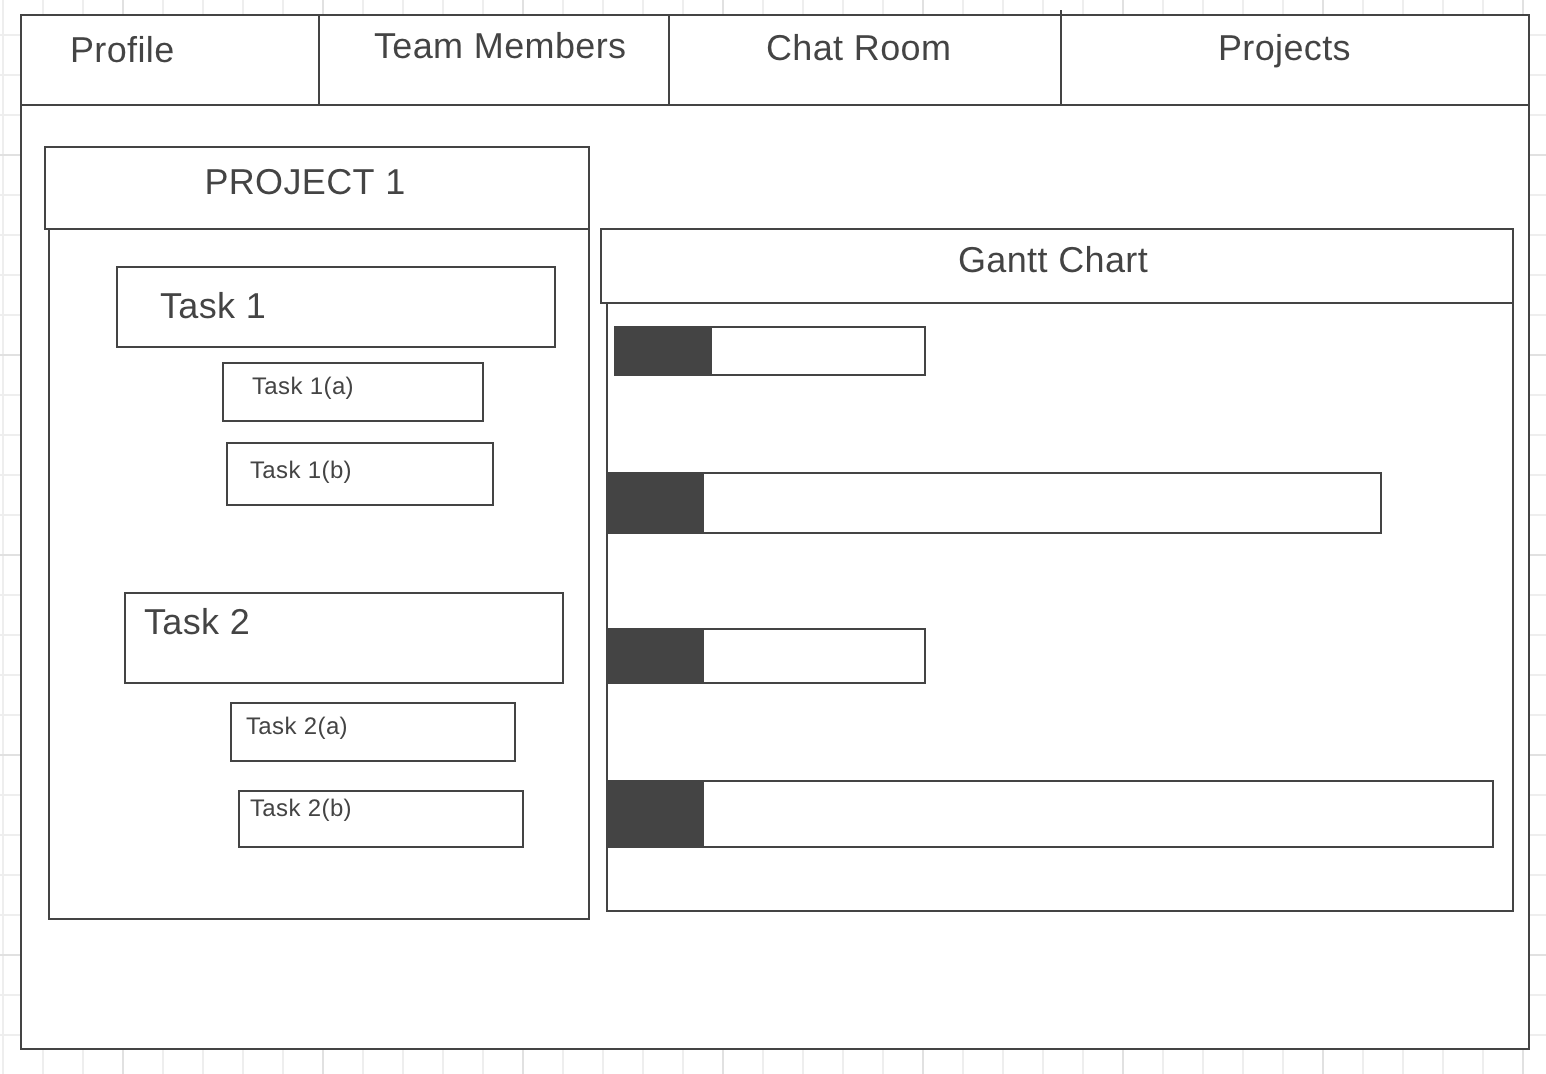 Profile
Team Members
Chat Room
Projects
PROJECT 1
Gantt Chart
Task 1
Task 1(a)
Task 1(b)
Task 2
Task 2(a)
Task 2(b)